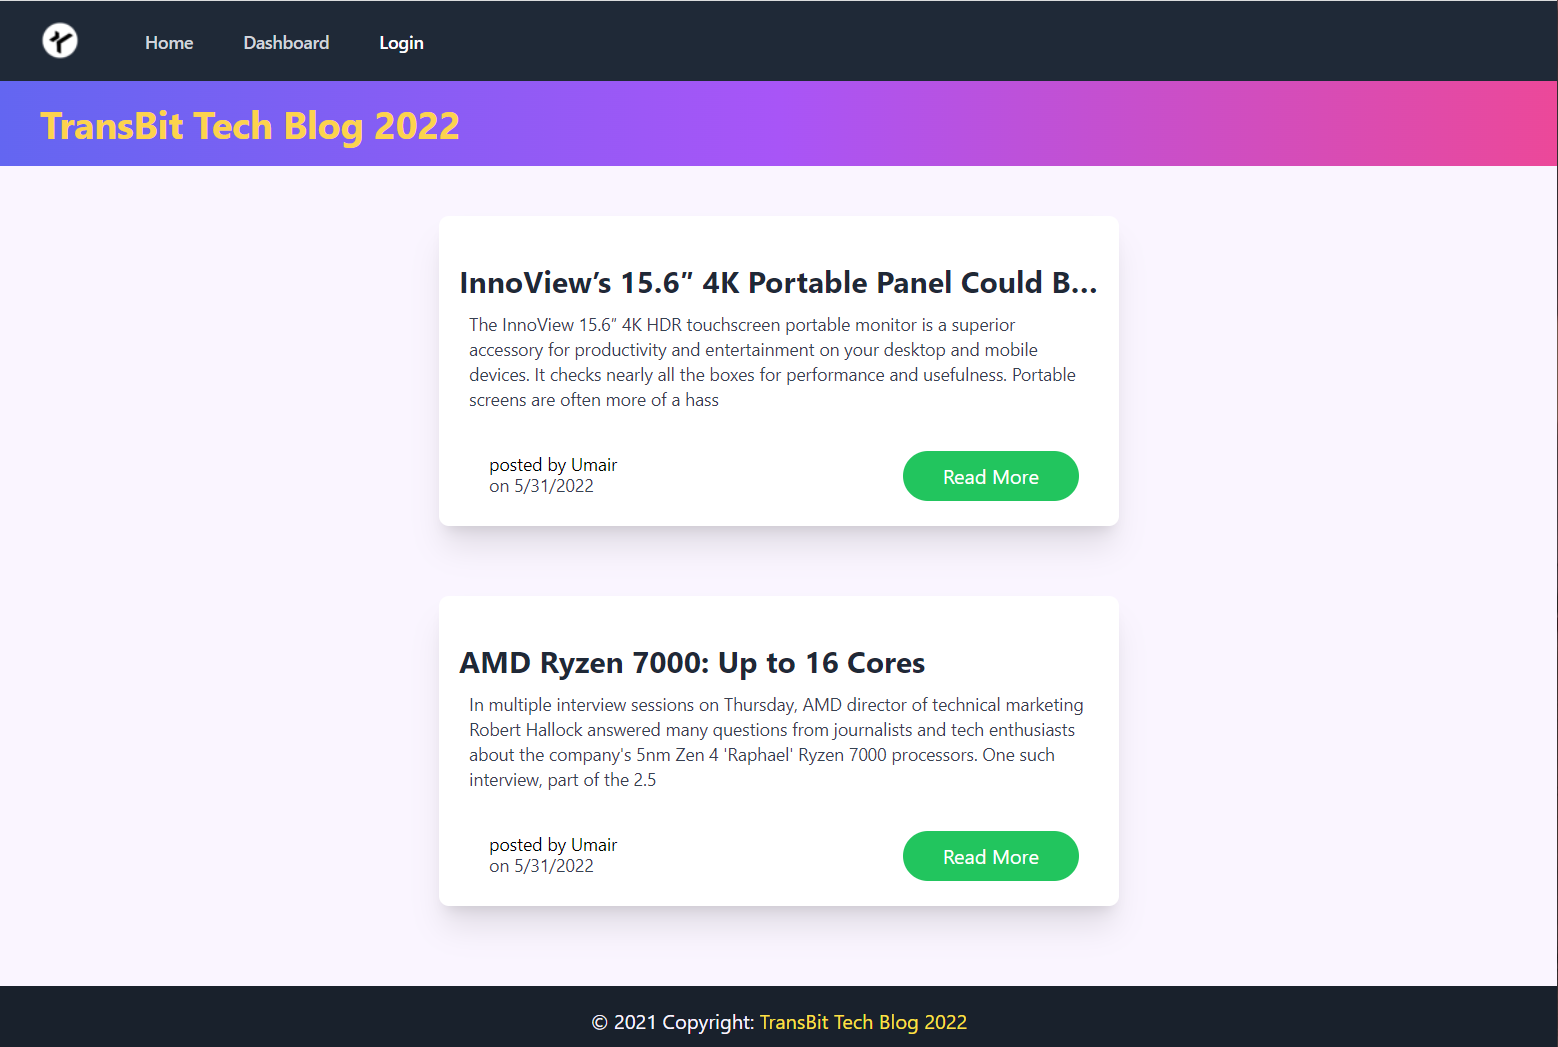 Home Dashboard Login
TransBit Tech Blog 2022
InnoView’s 15.6” 4K Portable Panel Could B...
The InnoView 15.6” 4K HDR touchscreen portable monitor is a superior
accessory for productivity and entertainment on your desktop and mobile
devices. It checks nearly all the boxes for performance and usefulness. Portable
screens are often more of a hass
posted by Umair
on 5/31/2022
Read More
AMD Ryzen 7000: Up to 16 Cores
In multiple interview sessions on Thursday, AMD director of technical marketing
Robert Hallock answered many questions from journalists and tech enthusiasts
about the company's 5nm Zen 4 'Raphael' Ryzen 7000 processors. One such
interview, part of the 2.5
posted by Umair
on 5/31/2022
Read More
© 2021 Copyright: TransBit Tech Blog 2022